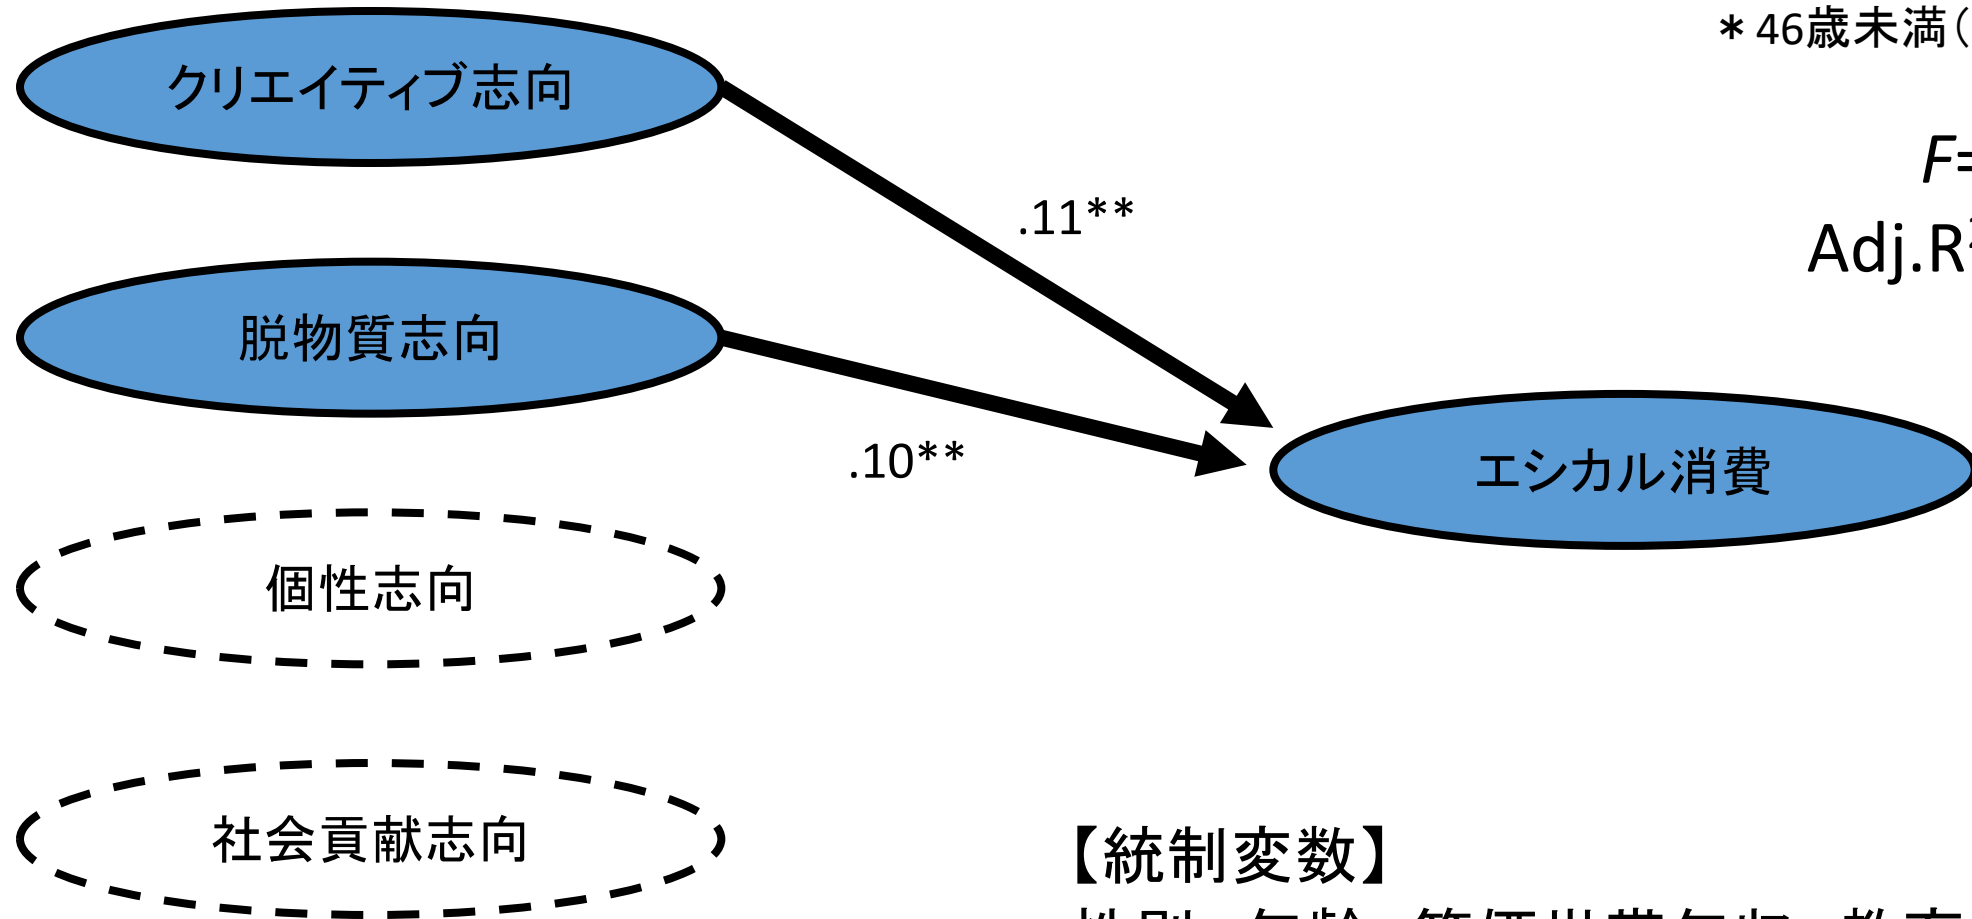 *46歳未満(
クリエイティブ志向
F=
.11**
Adj.R²
脱物質志向
.10**
エシカル消費
個性志向
社会貢献志向
【統制変数】